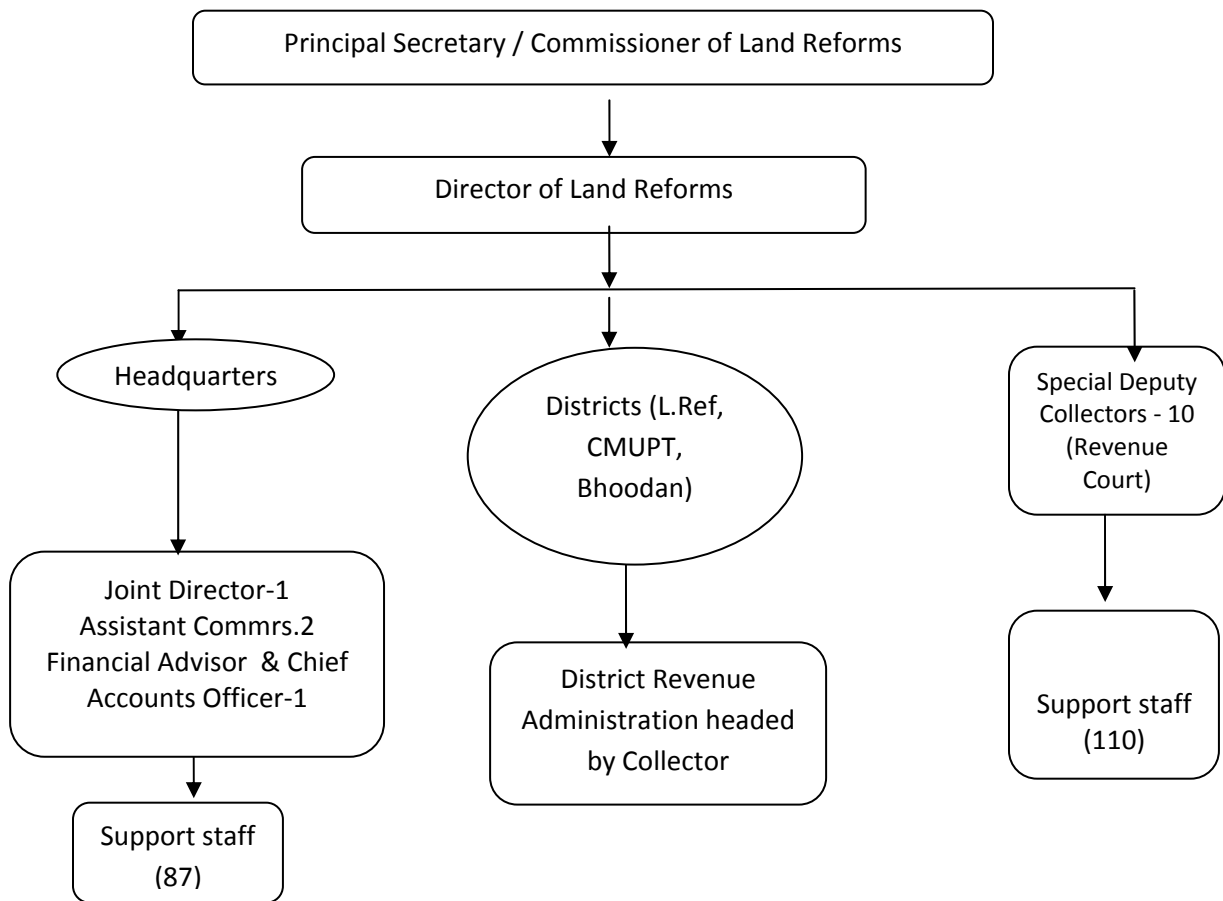 Principal Secretary / Commissioner of Land Reforms
Director of Land Reforms
Headquarters
Districts (L.Ref,
CMUPT,
Bhoodan)
Special Deputy
Collectors - 10
(Revenue
Court)
Joint Director-1
Assistant Commrs.2
Financial Advisor & Chief
Accounts Officer-1
District Revenue
Administration headed
by Collector
Support staff
(110)
Support staff
(87)